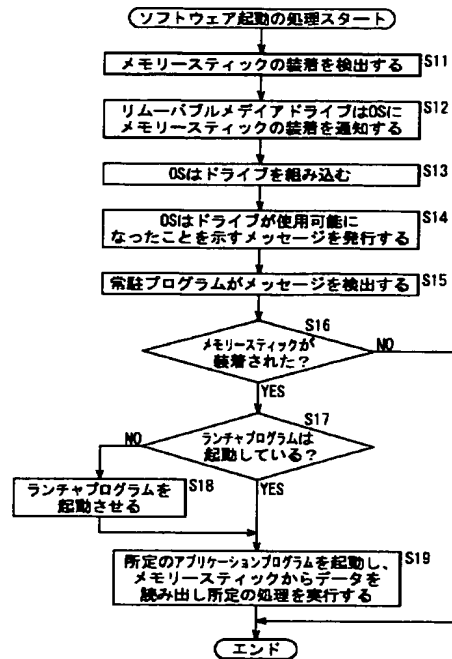 ソフトウェア起動の処理スタート
S11
メモリースティックの装着を検出する
S12
リムーバブルメデイアドライブはOSに
メモリースティックの装着を通知する
S13
OSはドライブを組み込む
S14
OSはドライブが使用可能に
なったことを示すメッセージを発行する
S15
常駐プログラムがメッセージを検出する
S16
メモリースティックが
装着された?
NO
YES
S17
ランチャプログラムは
起動している?
NO
YES
S18
ランチャプログラムを
起動させる
S19
所定のアプリケーションプログラムを起動し、
メモリースティックからデータを
読み出し所定の処理を実行する
エンド